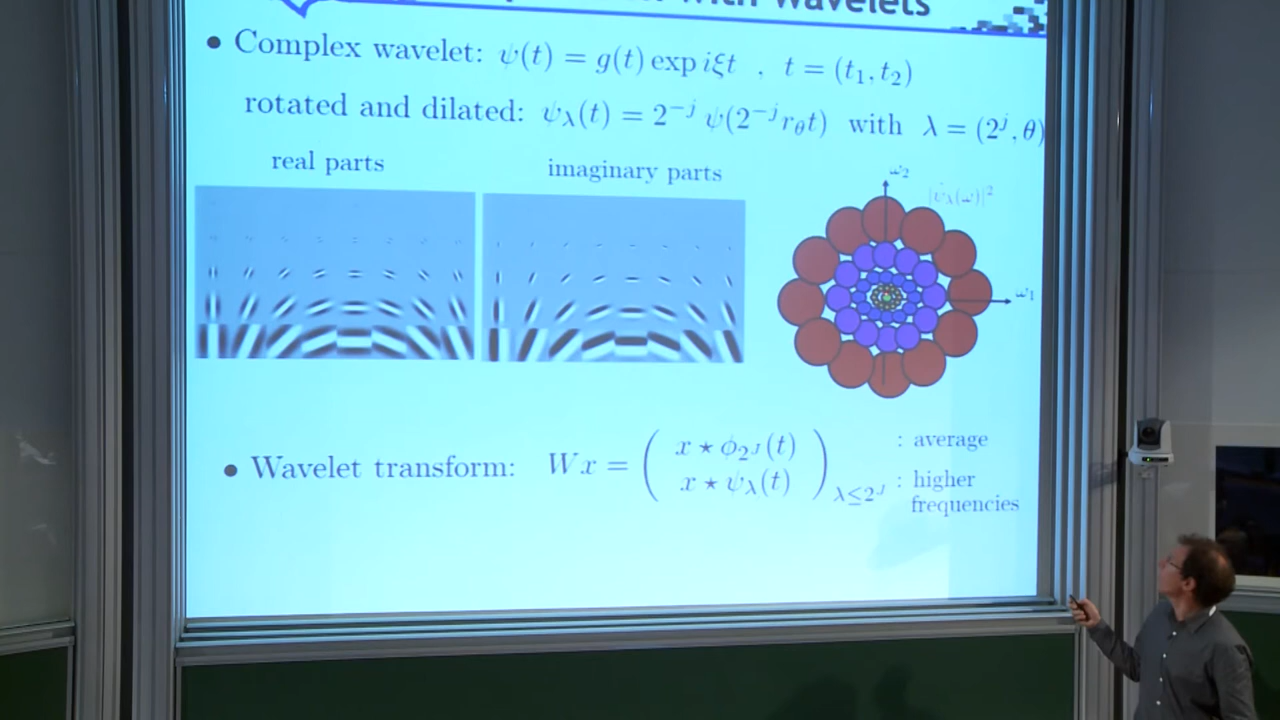 with wavelets
• Complex wavelet: ψ(t) = g(t) exp iξt , t = (t₁, t₂)
rotated and dilated: ψ_λ(t) = 2^{-j} ψ(2^{-j} r_θ t) with λ = (2^j, θ)
real parts
imaginary parts
ω₂
|ψ̂_λ(ω)|²
ω₁
• Wavelet transform: Wx = ( x ⋆ φ_{2^J}(t)
x ⋆ ψ_λ(t) )_{λ≤2^J}
: average
: higher
frequencies